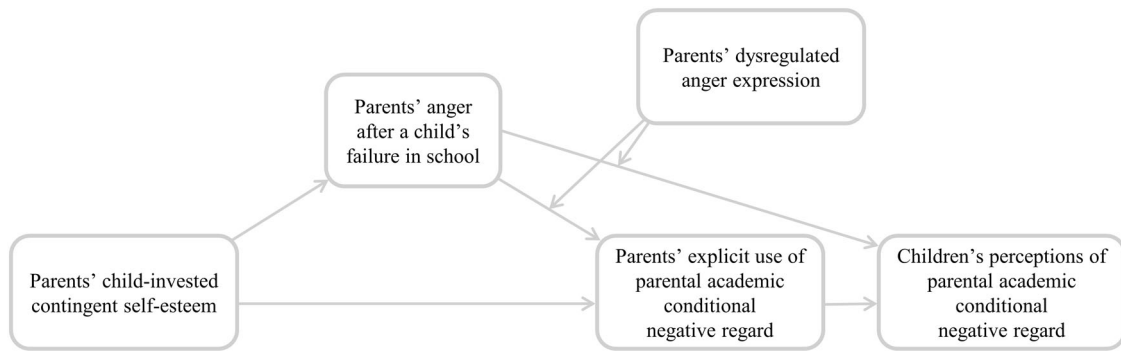 Parents’ dysregulated
anger expression
Parents’ anger
after a child’s
failure in school
Parents’ child-invested
contingent self-esteem
Parents’ explicit use of
parental academic
conditional
negative regard
Children’s perceptions of
parental academic
conditional
negative regard